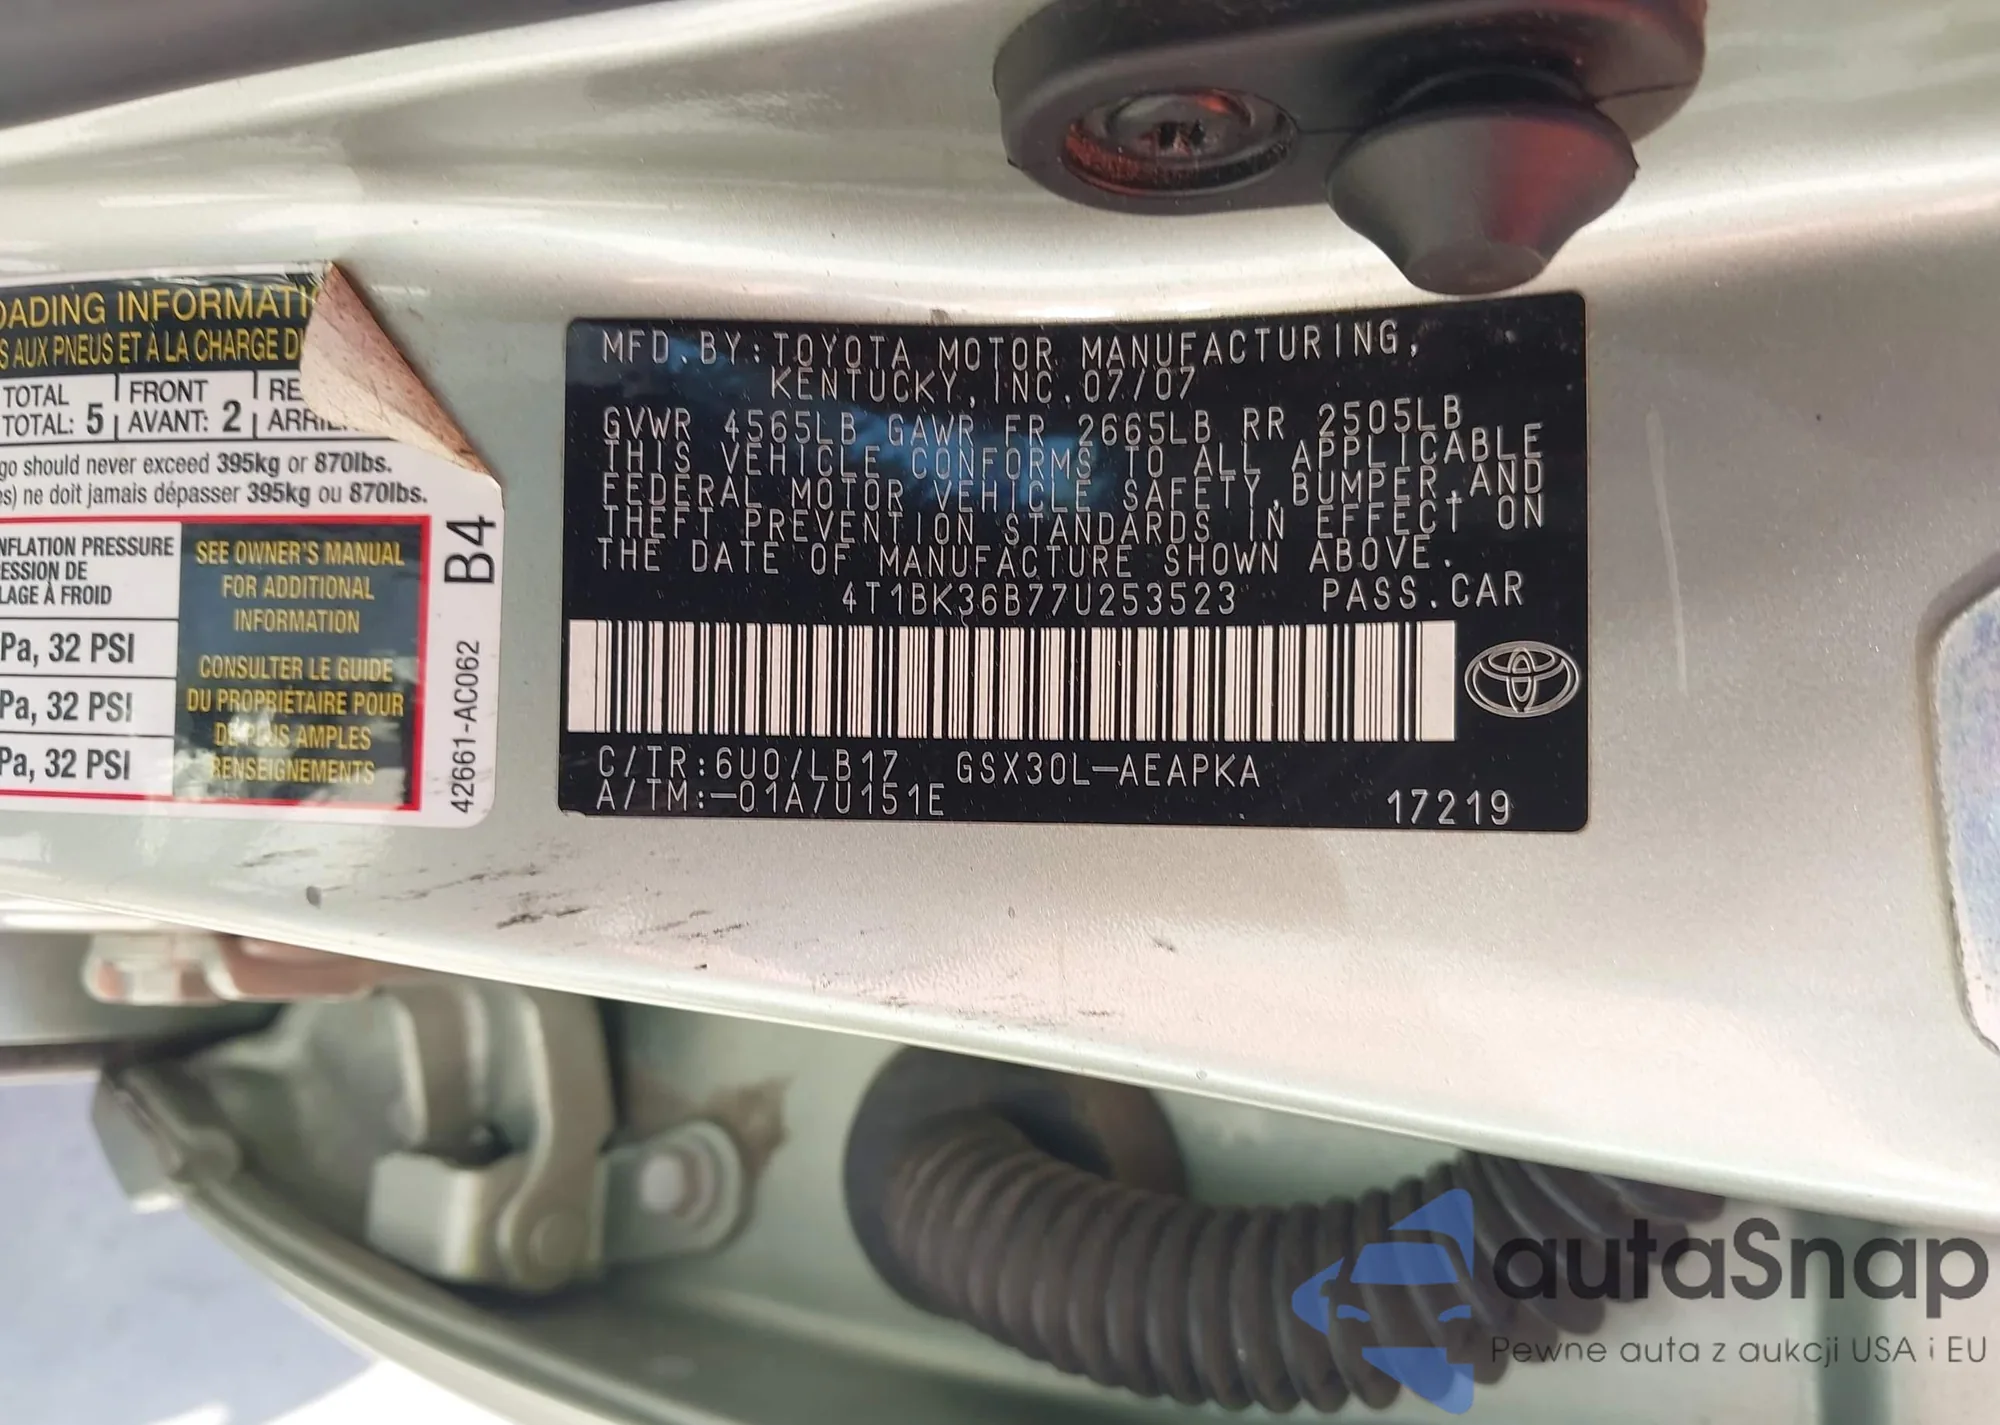 OADING INFORMATI
S AUX PNEUS ET À LA CHARGE D
TOTAL FRONT RE
TOTAL: 5 AVANT: 2 ARRI
go should never exceed 395kg or 870lbs.
es) ne doit jamais dépasser 395kg ou 870lbs.
NFLATION PRESSURE
ESSION DE
LAGE À FROID
Pa, 32 PSI
Pa, 32 PSI
Pa, 32 PSI
SEE OWNER'S MANUAL
FOR ADDITIONAL
INFORMATION
CONSULTER LE GUIDE
DU PROPRIÉTAIRE POUR
DE PLUS AMPLES
RENSEIGNEMENTS
B4
42661-AC062
MFD. BY: TOYOTA MOTOR MANUFACTURING,
KENTUCKY, INC. 07/07
GVWR 4565LB GAWR FR 2665LB RR 2505LB
THIS VEHICLE CONFORMS TO ALL APPLICABLE
FEDERAL MOTOR VEHICLE SAFETY, BUMPER, AND
THEFT PREVENTION STANDARDS IN EFFECT ON
THE DATE OF MANUFACTURE SHOWN ABOVE.
4T1BK36B77U253523 PASS. CAR
C/TR: 6U0/LB17 GSX30L-AEAPKA
A/TM: -01A/U151E 17219
autaSnap
Pewne auta z aukcji USA i EU